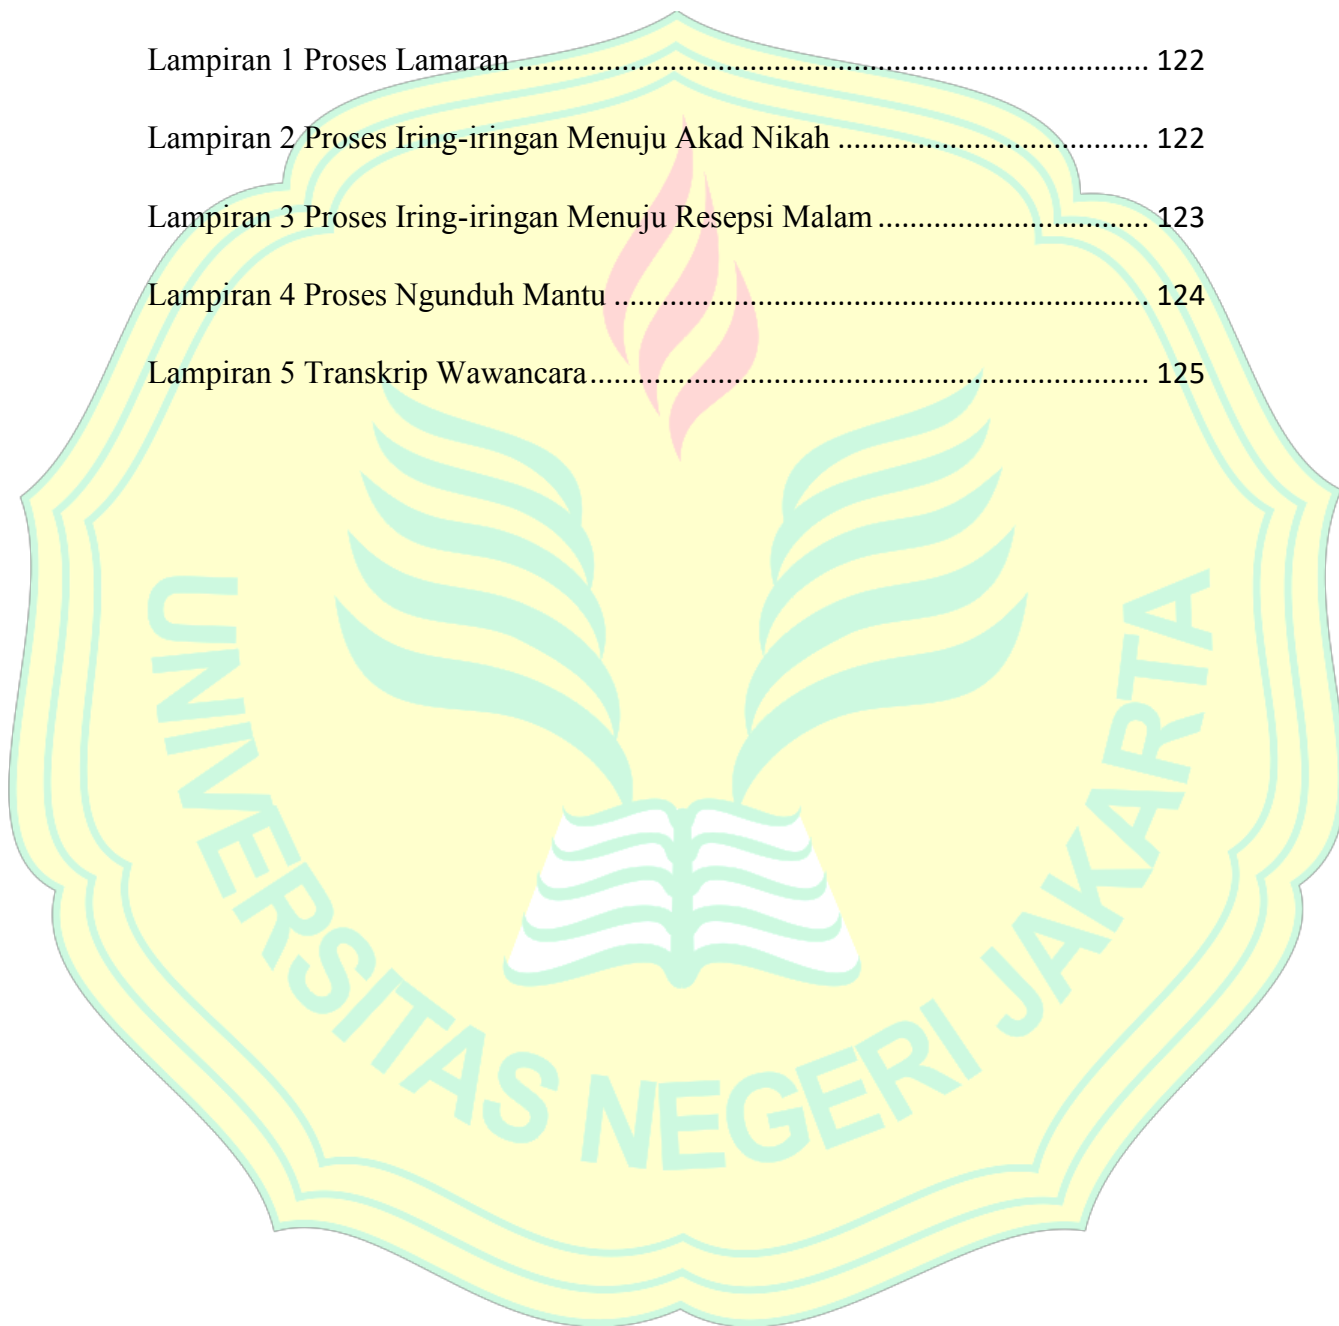 Lampiran 1 Proses Lamaran ........................................................................... 122
Lampiran 2 Proses Iring-iringan Menuju Akad Nikah ..................................... 122
Lampiran 3 Proses Iring-iringan Menuju Resepsi Malam ................................ 123
Lampiran 4 Proses Ngunduh Mantu ............................................................... 124
Lampiran 5 Transkrip Wawancara .................................................................. 125
UNIVERSITAS NEGERI JAKARTA